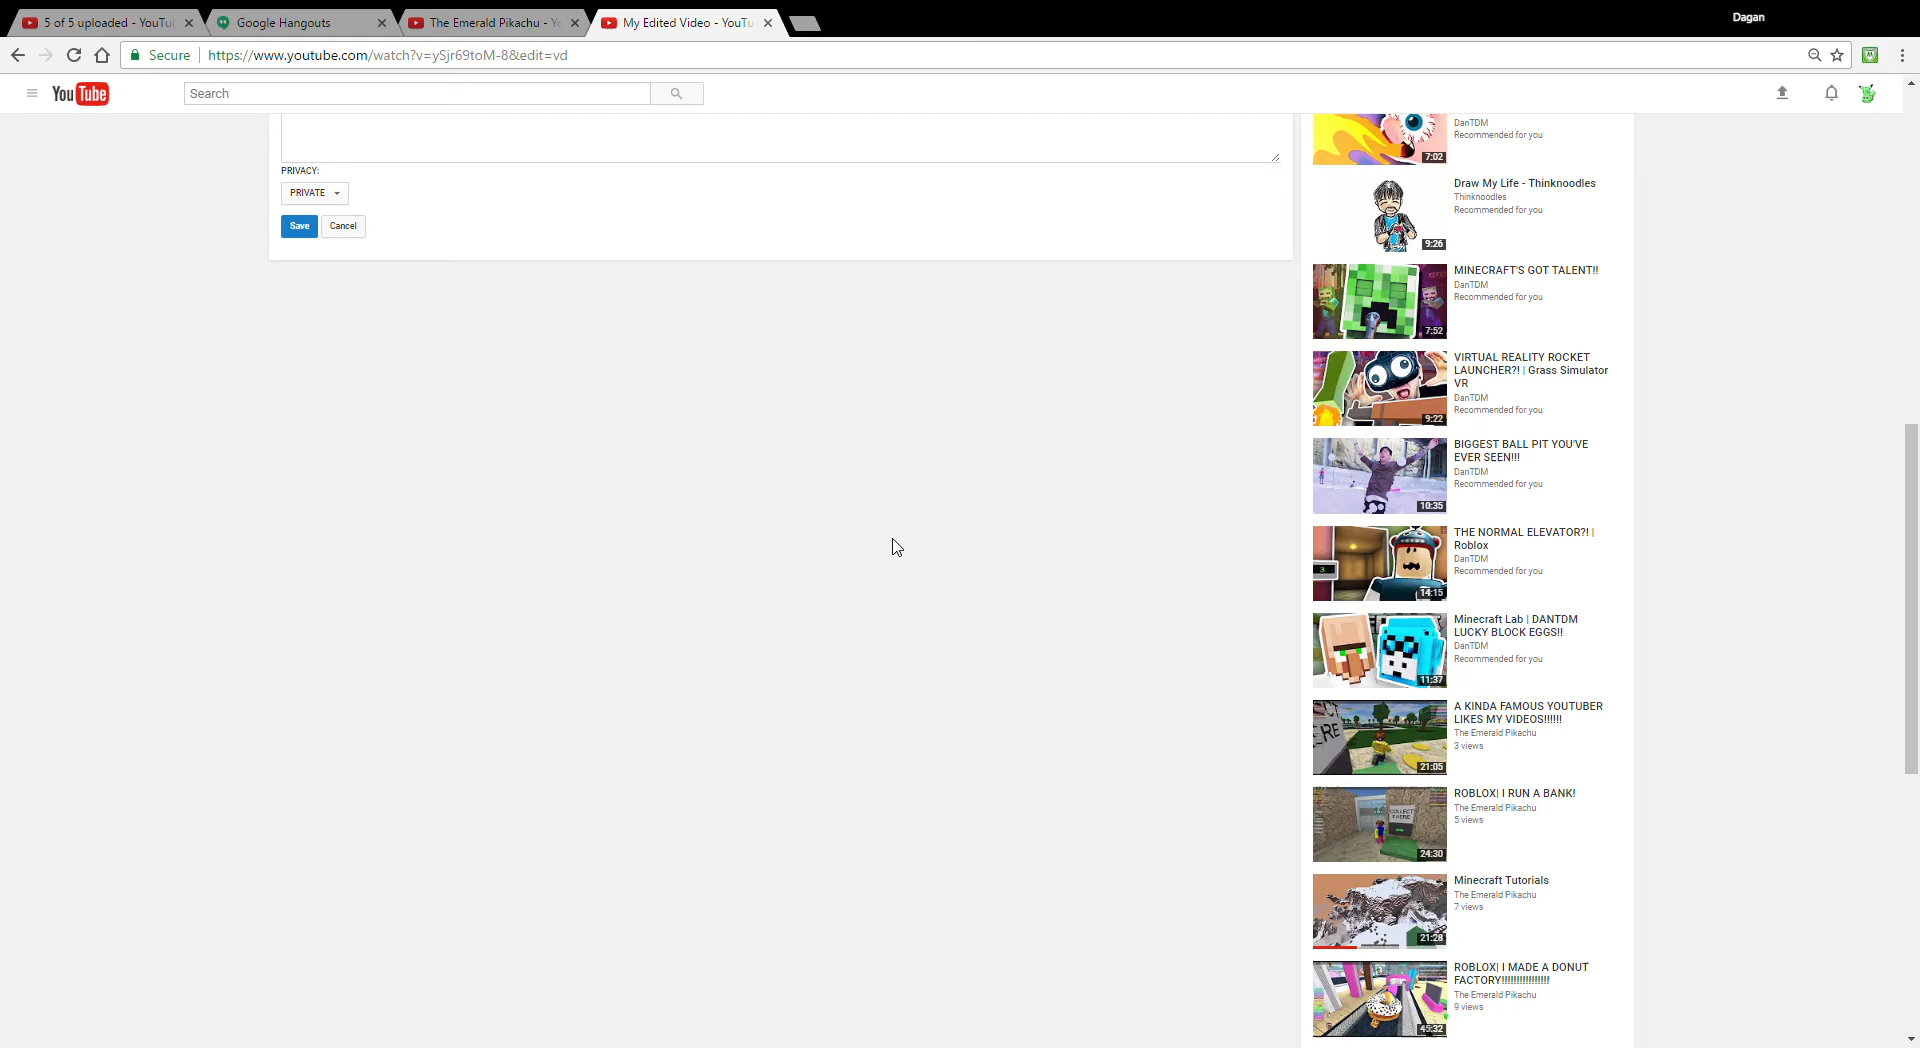 5 of 5 uploaded - YouTu
Google Hangouts
The Emerald Pikachu - Yo
My Edited Video - YouTu
Dagan
Secure
https://www.youtube.com/watch?v=ySjr69toM-8&edit=vd
YouTube
Search
PRIVACY:
PRIVATE
Save
Cancel
DanTDM
Recommended for you
7:02
Draw My Life - Thinknoodles
Thinknoodles
Recommended for you
9:26
MINECRAFT'S GOT TALENT!!
DanTDM
Recommended for you
7:52
VIRTUAL REALITY ROCKET
LAUNCHER?! | Grass Simulator
VR
DanTDM
Recommended for you
9:22
BIGGEST BALL PIT YOU'VE
EVER SEEN!!!
DanTDM
Recommended for you
10:35
THE NORMAL ELEVATOR?! |
Roblox
DanTDM
Recommended for you
3
14:15
Minecraft Lab | DANTDM
LUCKY BLOCK EGGS!!
DanTDM
Recommended for you
11:37
A KINDA FAMOUS YOUTUBER
LIKES MY VIDEOS!!!!!!
The Emerald Pikachu
3 views
21:05
ROBLOX| I RUN A BANK!
The Emerald Pikachu
5 views
COLLECT
HERE
24:30
Minecraft Tutorials
The Emerald Pikachu
7 views
21:28
ROBLOX| I MADE A DONUT
FACTORY!!!!!!!!!!!!!!!!
The Emerald Pikachu
9 views
45:32